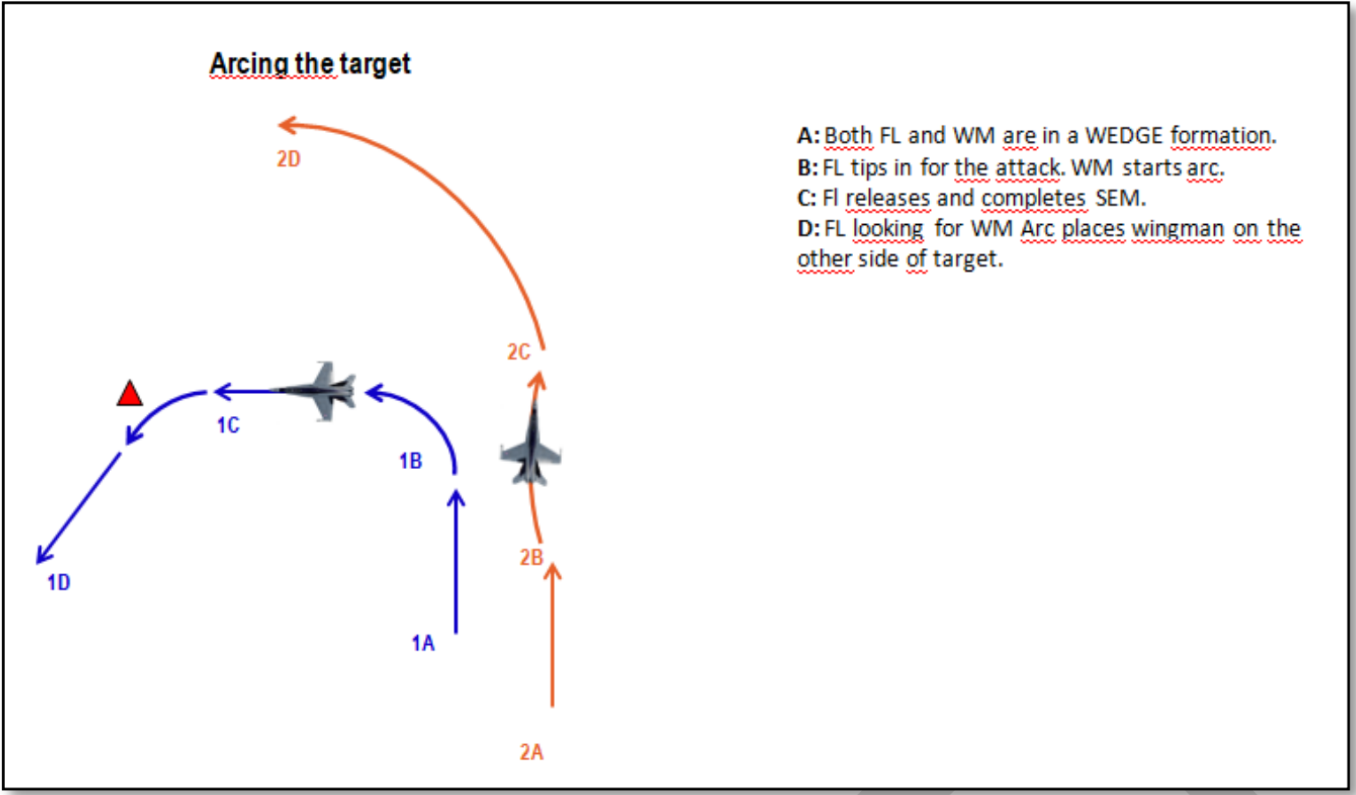 Arcing the target
A: Both FL and WM are in a WEDGE formation.
B: FL tips in for the attack. WM starts arc.
C: Fl releases and completes SEM.
D: FL looking for WM Arc places wingman on the
other side of target.
2D
2C
1C
1B
2B
1D
1A
2A